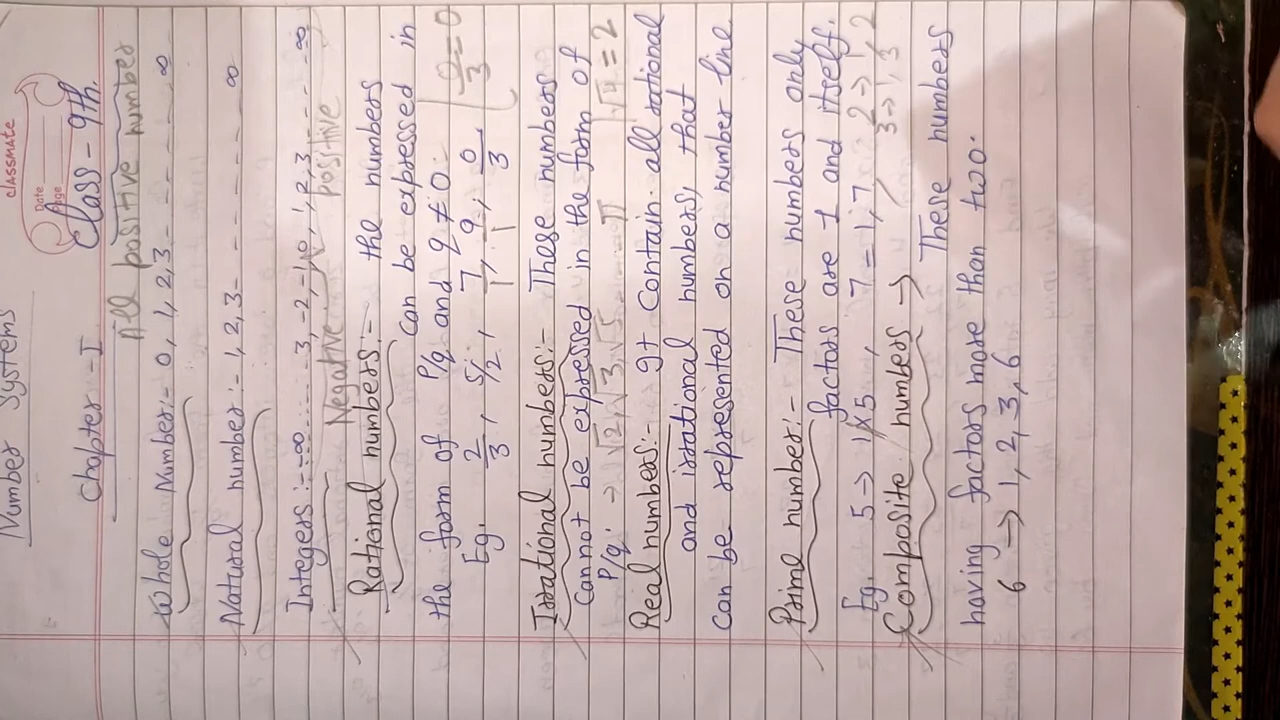 classmate
Date
Page
Number Systems
Chapter - I Class - 9th.
All positive number
Whole Number:- 0, 1, 2, 3 - - - - - ∞
Natural number :- 1, 2, 3 - - - - - - ∞
Integers :- -∞ ...... -3, -2, -1, 0, 1, 2, 3 - - - - ∞
Negative positive
Rational numbers:- the numbers
can be expressed in
the form of P/q and q ≠ 0.
Eg. 2/3, 5/2, 7/1, 9/1, 0/3, 0/3 = 0
Irrational numbers:- These numbers
cannot be expressed in the form of
P/q. → √2, √3, √5 - - - π √4 = 2
Real numbers:- It contain all rational
and irrational numbers, that
can be represented on a number line
Prime number:- These numbers only
factors are 1 and itself.
Eg. 5 → 1×5, 7 = 1, 7 2 → 1, 2
3 → 1, 3
Composite numbers → These numbers
having factors more than two.
6 → 1, 2, 3, 6